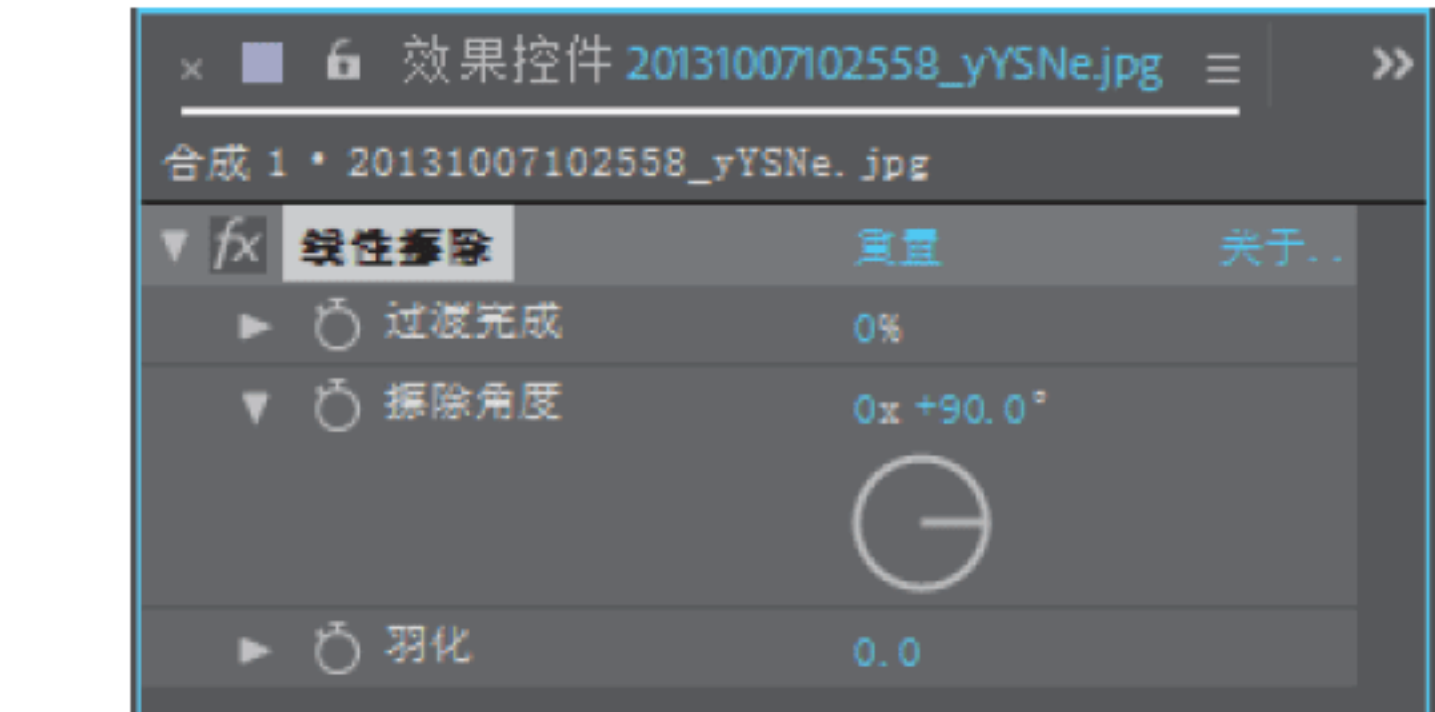 × 效果控件 20131007102558_yYSNe.jpg ☰ »
合成 1 • 20131007102558_yYSNe.jpg
fx 线性擦除 重置 关于..
过渡完成 0%
擦除角度 0x +90.0°
羽化 0.0